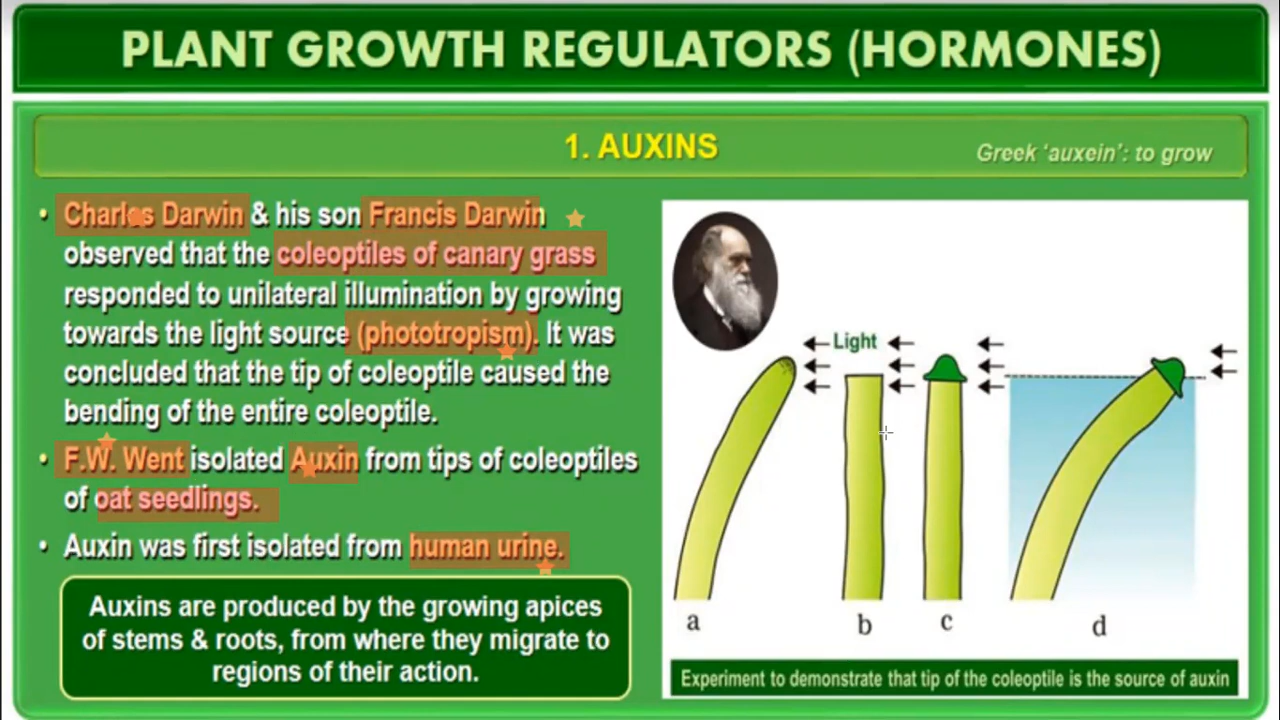 PLANT GROWTH REGULATORS (HORMONES)
1. AUXINS
Greek ‘auxein’: to grow
• Charles Darwin & his son Francis Darwin
observed that the coleoptiles of canary grass
responded to unilateral illumination by growing
towards the light source (phototropism). It was
concluded that the tip of coleoptile caused the
bending of the entire coleoptile.
• F.W. Went isolated Auxin from tips of coleoptiles
of oat seedlings.
• Auxin was first isolated from human urine.
Auxins are produced by the growing apices
of stems & roots, from where they migrate to
regions of their action.
Light
a
b
c
d
Experiment to demonstrate that tip of the coleoptile is the source of auxin